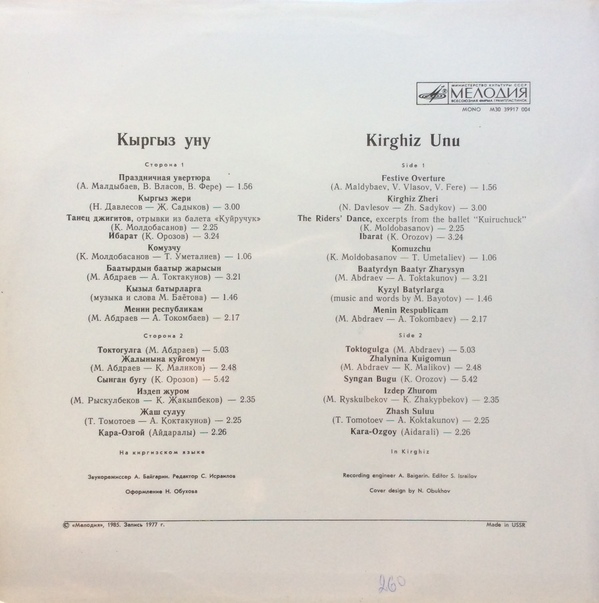 МИНИСТЕРСТВО КУЛЬТУРЫ СССР
МЕЛОДИЯ
ВСЕСОЮЗНАЯ ФИРМА ГРАМПЛАСТИНОК
MONO М30 39917 004
Кыргыз уну
Сторона 1
Праздничная увертюра
(А. Малдыбаев, В. Власов, В. Фере) — 1.56
Кыргыз жери
(Н. Давлесов — Ж. Садыков) — 3.00
Танец джигитов, отрывки из балета «Куйручук»
(К. Молдобасанов) — 2.25
Ибарат (К. Орозов) — 3.24
Комузчу
(К. Молдобасанов — Т. Уметалиев) — 1.06
Баатырдын баатыр жарысын
(М. Абдраев — А. Токтакунов) — 3.21
Кызыл батырларга
(музыка и слова М. Баётова) — 1.46
Менин республикам
(М. Абдраев — А. Токомбаев) — 2.17
Сторона 2
Токтогулга (М. Абдраев) — 5.03
Жалынына куйгомун
(М. Абдраев — К. Маликов) — 2.48
Сынган бугу (К. Орозов) — 5.42
Издеп журом
(М. Рыскулбеков — К. Жакыпбеков) — 2.35
Жаш сулуу
(Т. Томотоев — А. Коктакунов) — 2.25
Кара-Озгой (Айдаралы) — 2.26
На киргизском языке
Звукорежиссер А. Байгарин. Редактор С. Исраилов
Оформление Н. Обухова
Kirghiz Unu
Side 1
Festive Overture
(A. Maldybaev, V. Vlasov, V. Fere) — 1.56
Kirghiz Zheri
(N. Davlesov — Zh. Sadykov) — 3.00
The Riders' Dance, excerpts from the ballet "Kuiruchuck"
(K. Moldobasanov) — 2.25
Ibarat (K. Orozov) — 3.24
Komuzchu
(K. Moldobasanov — T. Umetaliev) — 1.06
Baatyrdyn Baatyr Zharysyn
(M. Abdraev — A. Toktakunov) — 3.21
Kyzyl Batyrlarga
(music and words by M. Bayotov) — 1.46
Menin Respublicam
(M. Abdraev — A. Tokombaev) — 2.17
Side 2
Toktogulga (M. Abdraev) — 5.03
Zhalynina Kuigomun
(M. Abdraev — K. Malikov) — 2.48
Syngan Bugu (K. Orozov) — 5.42
Izdep Zhurom
(M. Ryskulbekov — K. Zhakypbekov) — 2.35
Zhash Suluu
(T. Tomotoev — A. Koktakunov) — 2.25
Kara-Ozgoy (Aidarali) — 2.26
In Kirghiz
Recording engineer A. Baigarin. Editor S. Israilov
Cover design by N. Obukhov
© «Мелодия», 1985. Запись 1977 г.
Made in USSR
260